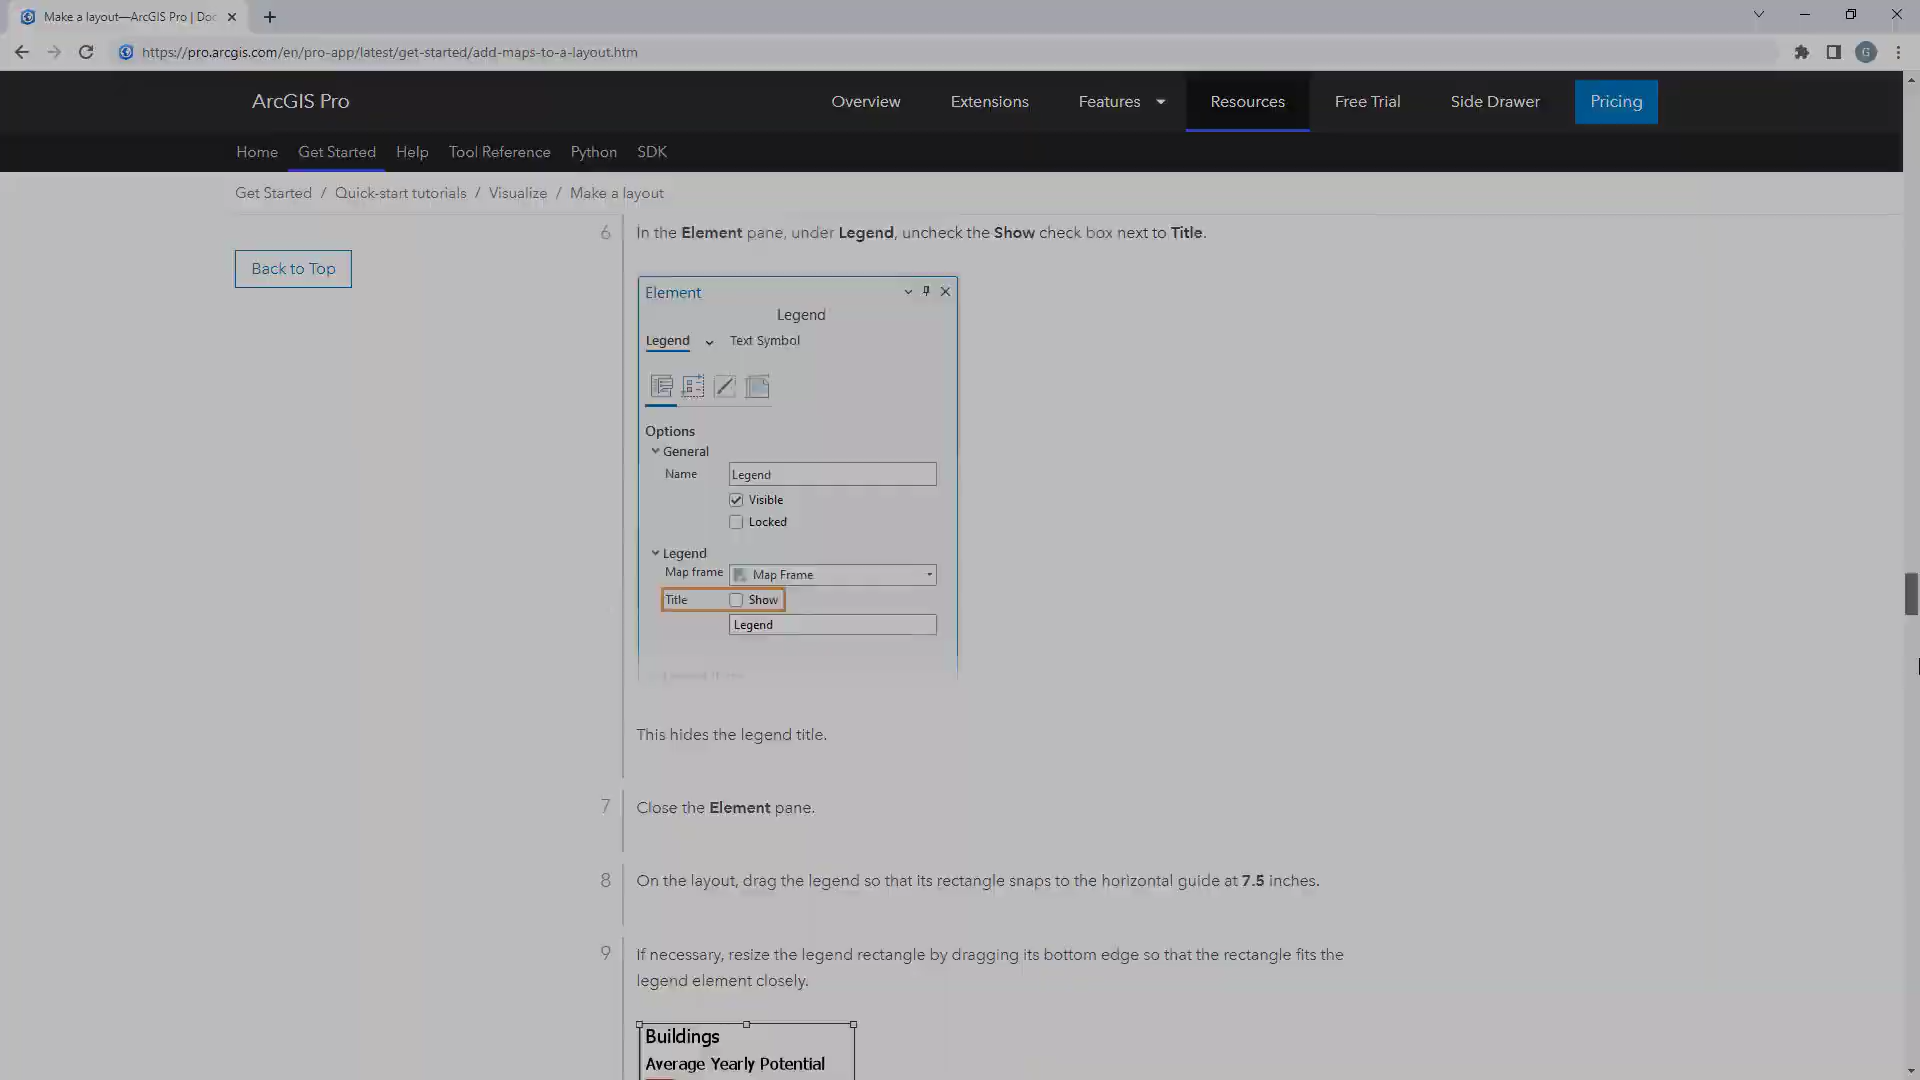 Make a layout—ArcGIS Pro | Doc
https://pro.arcgis.com/en/pro-app/latest/get-started/add-maps-to-a-layout.htm
G
ArcGIS Pro
Overview
Extensions
Features
Resources
Free Trial
Side Drawer
Pricing
Home
Get Started
Help
Tool Reference
Python
SDK
Get Started / Quick-start tutorials / Visualize / Make a layout
Back to Top
6 In the Element pane, under Legend, uncheck the Show check box next to Title.
Element
Legend
Legend Text Symbol
Options
General
Name Legend
Visible
Locked
Legend
Map frame Map Frame
Title Show
Legend
This hides the legend title.
7 Close the Element pane.
8 On the layout, drag the legend so that its rectangle snaps to the horizontal guide at 7.5 inches.
9 If necessary, resize the legend rectangle by dragging its bottom edge so that the rectangle fits the
legend element closely.
Buildings
Average Yearly Potential